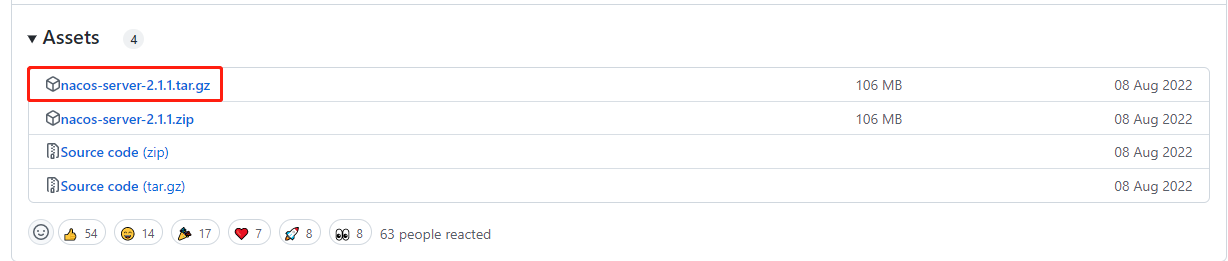 Assets 4
nacos-server-2.1.1.tar.gz 106 MB 08 Aug 2022
nacos-server-2.1.1.zip 106 MB 08 Aug 2022
Source code (zip) 08 Aug 2022
Source code (tar.gz) 08 Aug 2022
54 14 17 7 8 8 63 people reacted